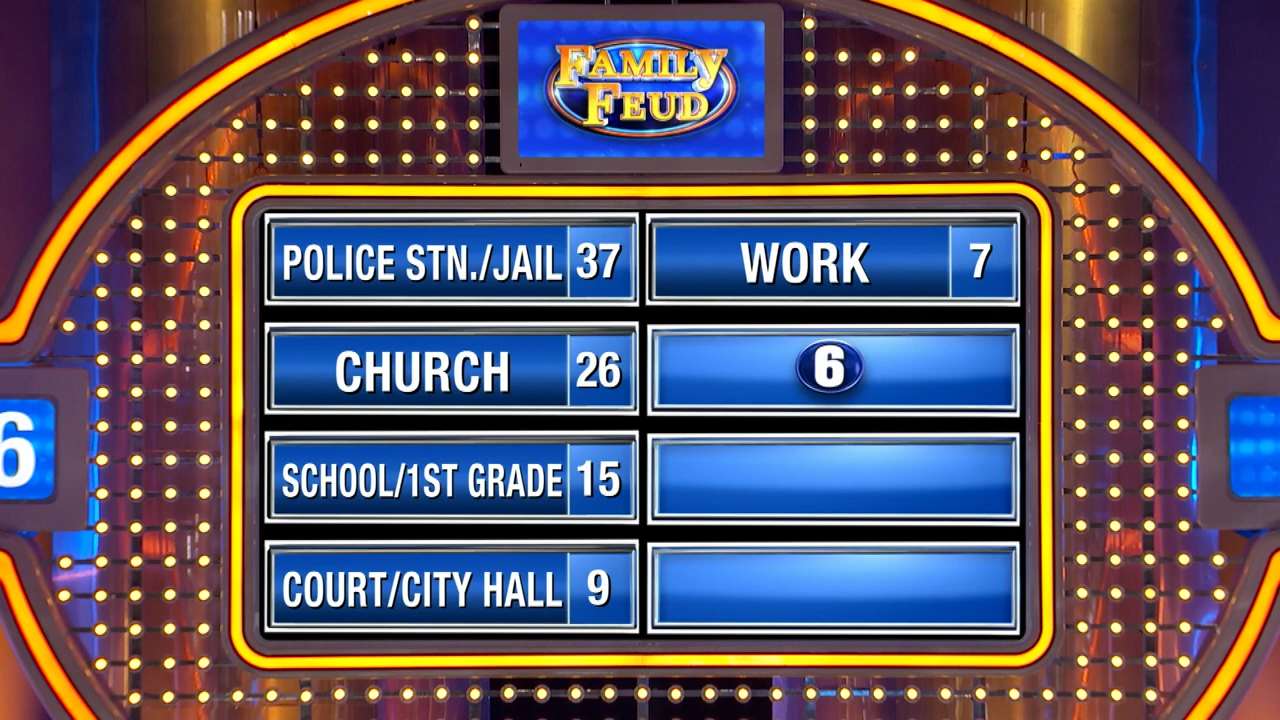 FAMILY
FEUD
POLICE STN./JAIL 37
CHURCH 26
SCHOOL/1ST GRADE 15
COURT/CITY HALL 9
WORK 7
6
6